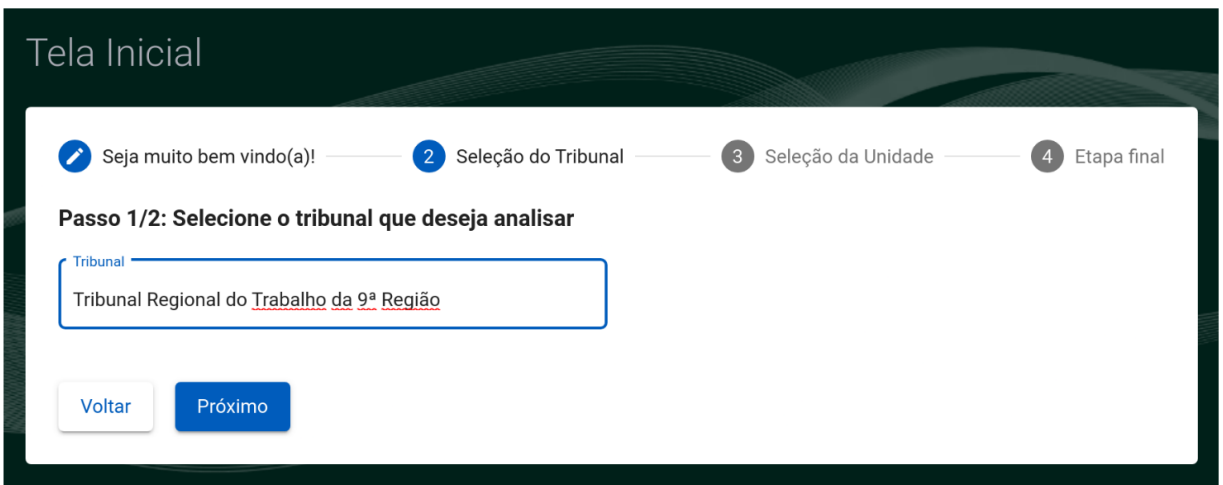 Tela Inicial
Seja muito bem vindo(a)! 2 Seleção do Tribunal 3 Seleção da Unidade 4 Etapa final
Passo 1/2: Selecione o tribunal que deseja analisar
Tribunal
Tribunal Regional do Trabalho da 9ª Região
Voltar Próximo